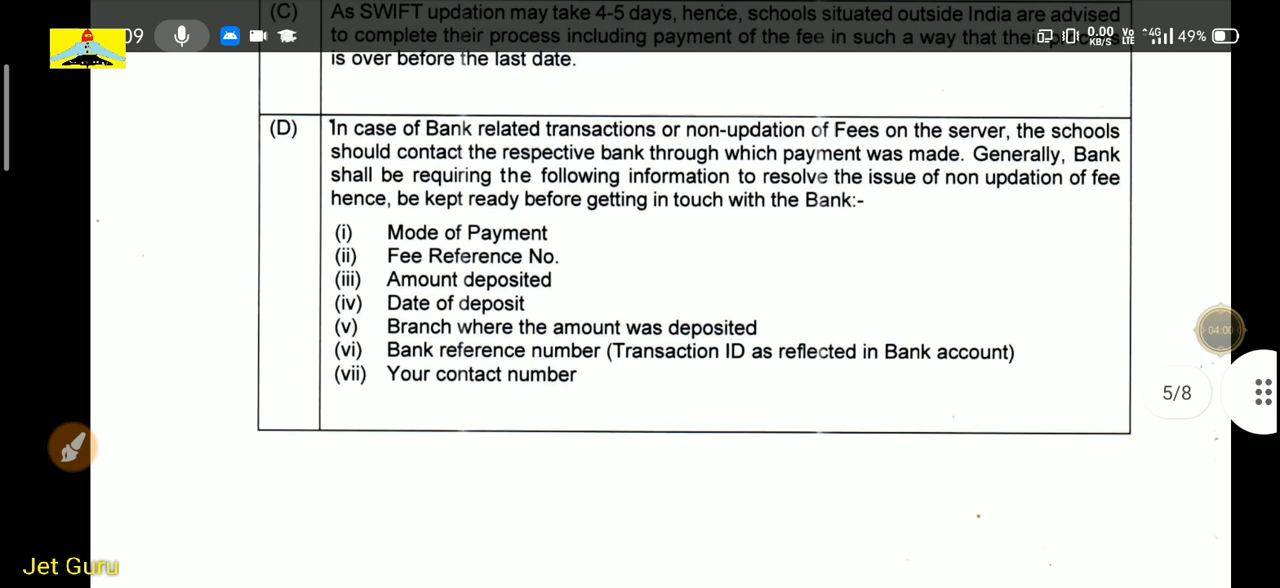 (C) As SWIFT updation may take 4-5 days, hence, schools situated outside India are advised
09
to complete their process including payment of the fee in such a way that their
0.00 KB/S Vo LTE 4G 49%
is over before the last date.
(D) In case of Bank related transactions or non-updation of Fees on the server, the schools
should contact the respective bank through which payment was made. Generally, Bank
shall be requiring the following information to resolve the issue of non updation of fee
hence, be kept ready before getting in touch with the Bank:-
(i) Mode of Payment
(ii) Fee Reference No.
(iii) Amount deposited
(iv) Date of deposit
(v) Branch where the amount was deposited
(vi) Bank reference number (Transaction ID as reflected in Bank account)
(vii) Your contact number
04:00
5/8
Jet Guru